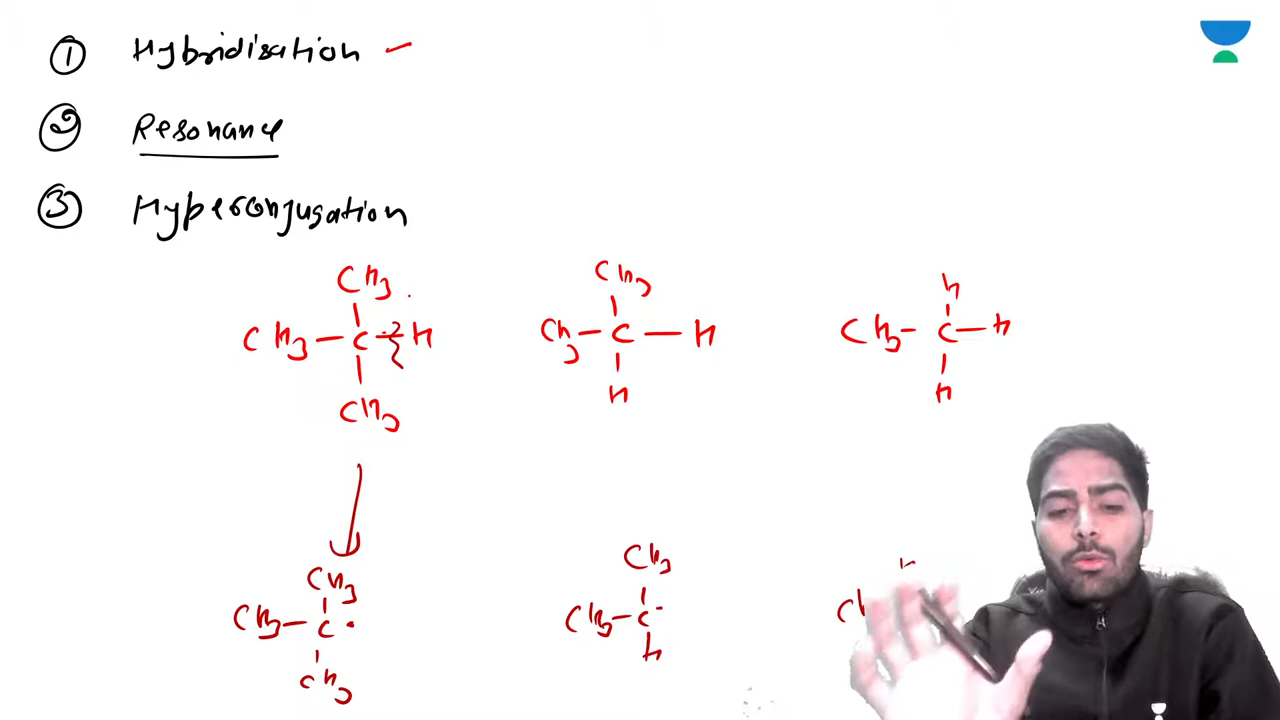 ① Hybridisation
② Resonance
③ Hyperconjugation
CH3 CH3 H
CH3 - C - H CH3 - C - H CH3 - C - H
CH3 H H
CH3 CH3
CH3 - C · CH3 - C ·
CH3 H